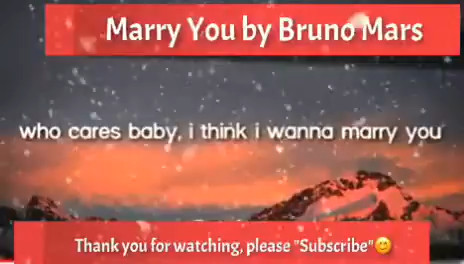 Marry You by Bruno Mars
who cares baby, i think i wanna marry you
Thank you for watching, please "Subscribe"😊